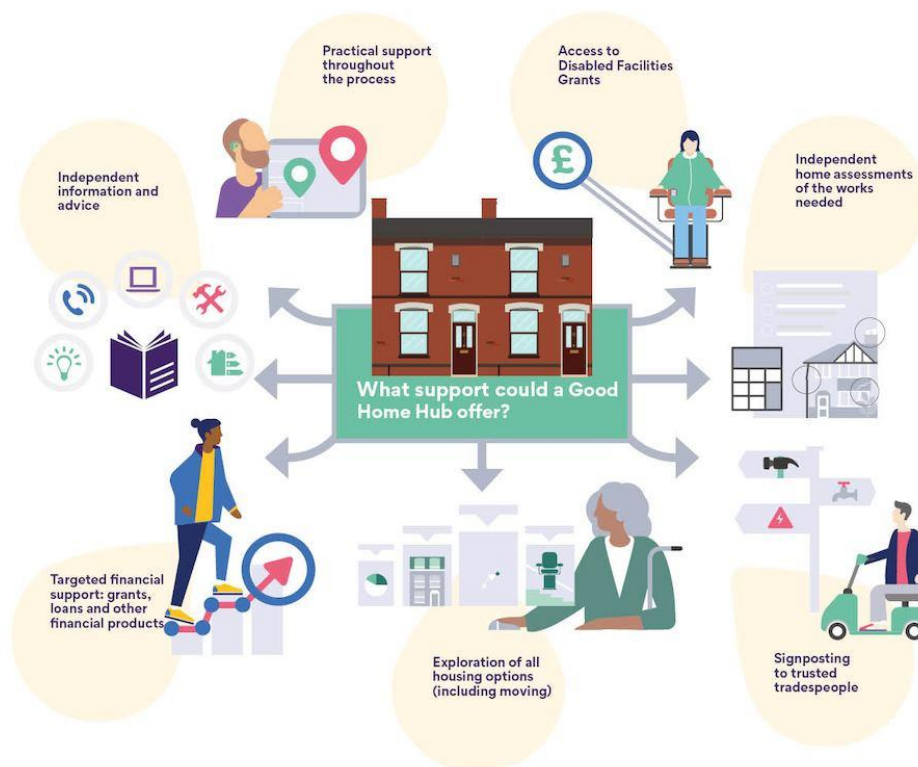 Practical support
throughout
the process
Access to
Disabled Facilities
Grants
Independent
information and
advice
Independent
home assessments
of the works
needed
£
What support could a Good
Home Hub offer?
Targeted financial
support: grants,
loans and other
financial products
Exploration of all
housing options
(including moving)
Signposting
to trusted
tradespeople